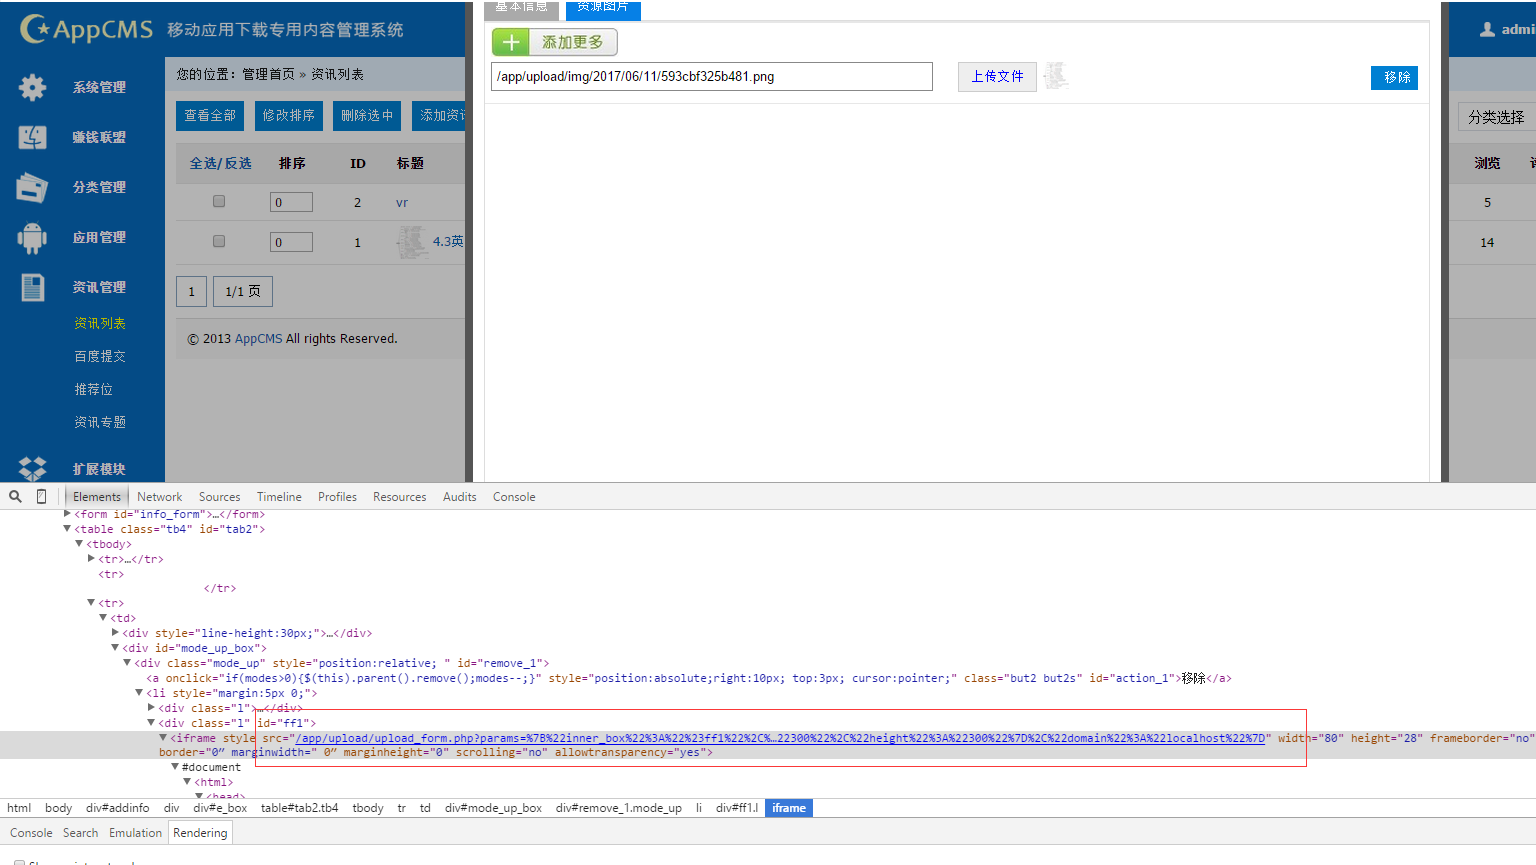 AppCMS 移动应用下载专用内容管理系统
基本信息 资源图片
添加更多
/app/upload/img/2017/06/11/593cbf325b481.png 上传文件 移除
您的位置：管理首页 » 资讯列表
查看全部 修改排序 删除选中 添加资
分类选择
全选/反选 排序 ID 标题 浏览
0 2 vr 5
0 1 4.3英 14
1 1/1 页
© 2013 AppCMS All rights Reserved.
系统管理
赚钱联盟
分类管理
应用管理
资讯管理
资讯列表
百度提交
推荐位
资讯专题
扩展模块
Elements Network Sources Timeline Profiles Resources Audits Console
<form id="info_form">…</form>
<table class="tb4" id="tab2">
<tbody>
<tr>…</tr>
<tr>
</tr>
<tr>
<td>
<div style="line-height:30px;">…</div>
<div id="mode_up_box">
<div class="mode_up" style="position:relative; " id="remove_1">
<a onclick="if(modes>0){$(this).parent().remove();modes--;}" style="position:absolute;right:10px; top:3px; cursor:pointer;" class="but2 but2s" id="action_1">移除</a>
<li style="margin:5px 0;">
<div class="l">…</div>
<div class="l" id="ff1">
<iframe style src="/app/upload/upload_form.php?params=%7B%22inner_box%22%3A%22%23ff1%22%2C%…22300%22%2C%22height%22%3A%22300%22%7D%2C%22domain%22%3A%22localhost%22%7D" width="80" height="28" frameborder="no"
border="0″ marginwidth=″ 0″ marginheight="0" scrolling="no" allowtransparency="yes">
#document
<html>
<head>
html body div#addinfo div div#e_box table#tab2.tb4 tbody tr td div#mode_up_box div#remove_1.mode_up li div#ff1.l iframe
Console Search Emulation Rendering